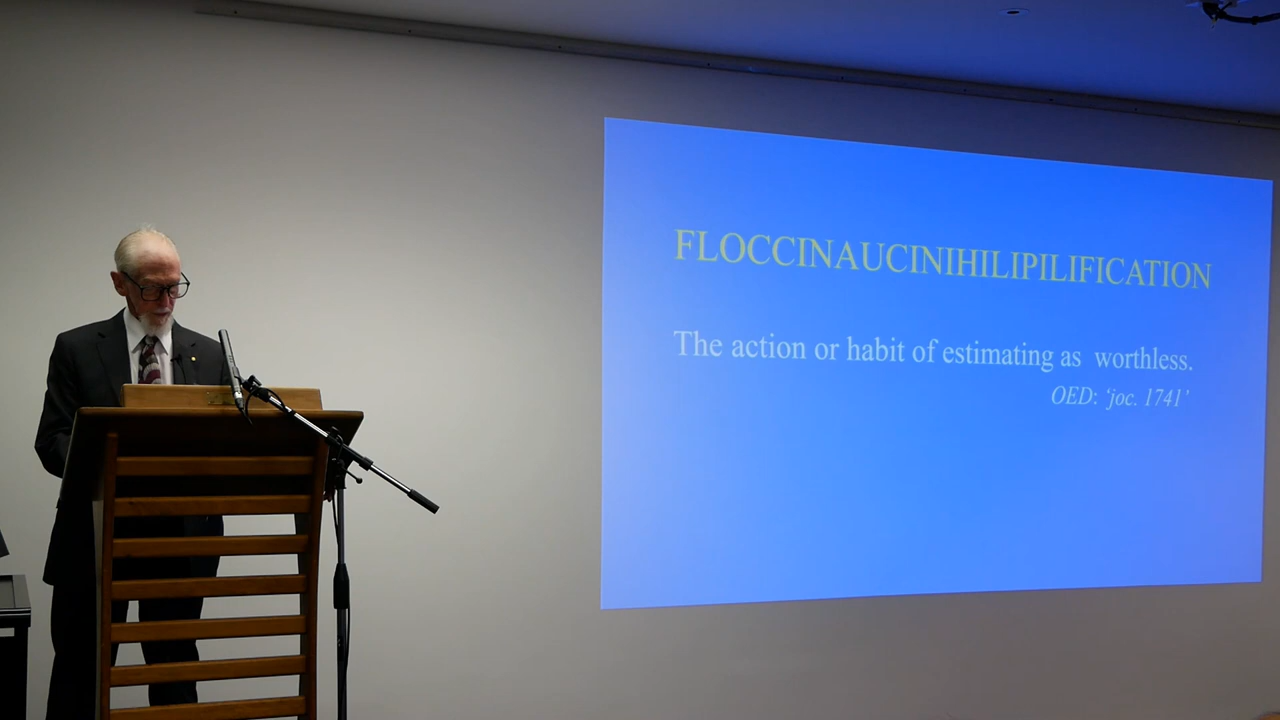 FLOCCINAUCINIHILIPILIFICATION
The action or habit of estimating as worthless.
OED: ‘joc. 1741’